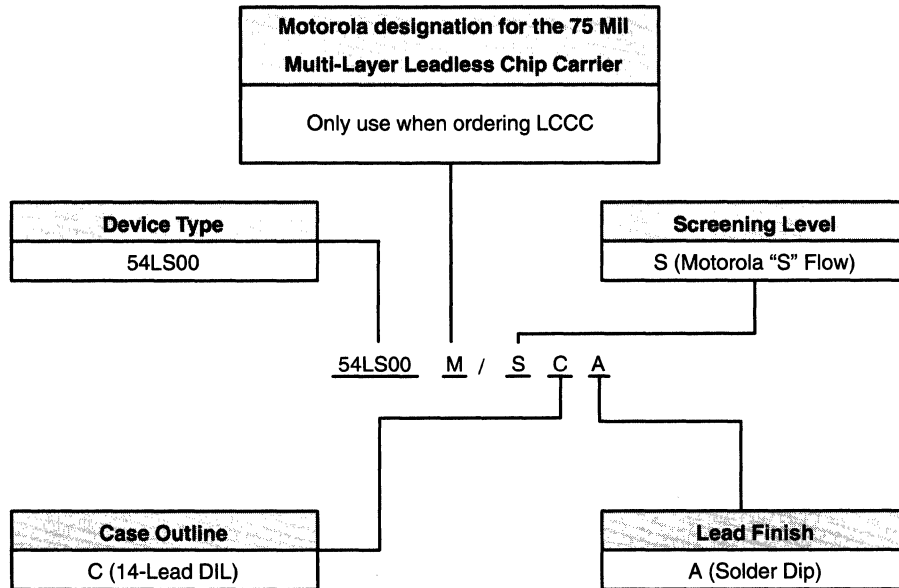 Motorola designation for the 75 Mil
Multi-Layer Leadless Chip Carrier
Only use when ordering LCCC
Device Type
54LS00
Screening Level
S (Motorola “S” Flow)
54LS00 M / S C A
Case Outline
C (14-Lead DIL)
Lead Finish
A (Solder Dip)